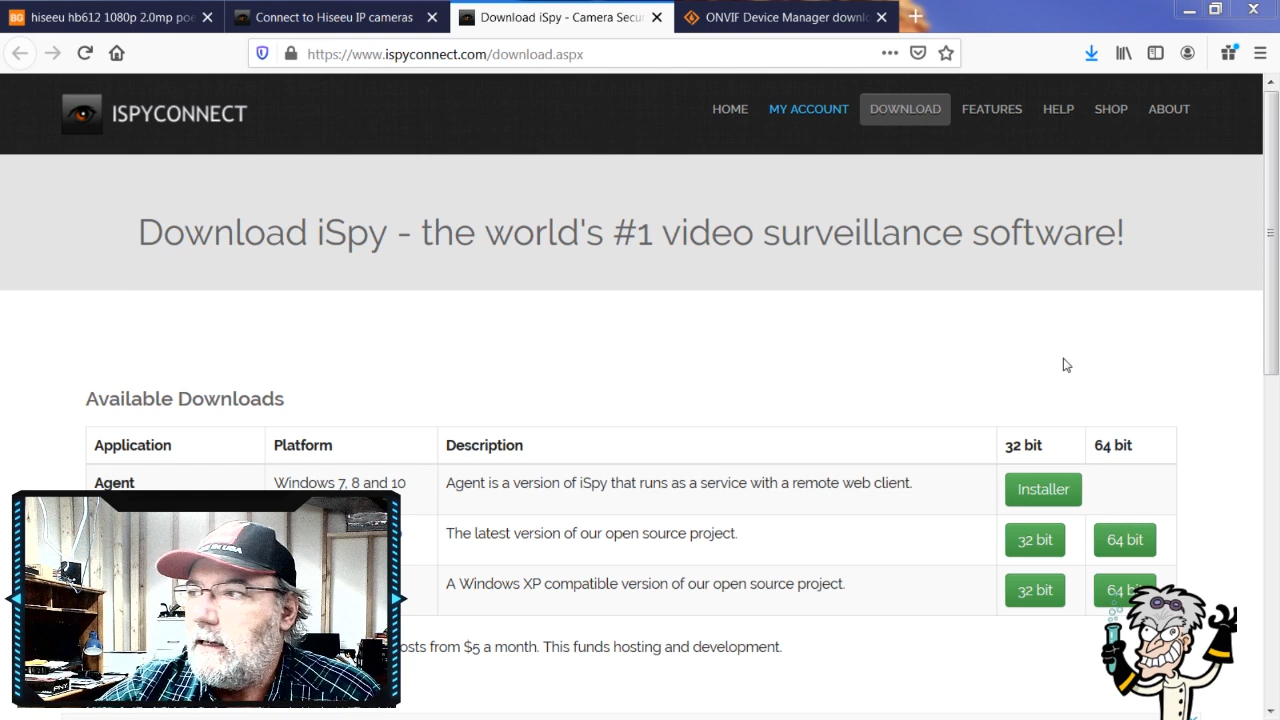 BG hiseeu hb612 1080p 2.0mp poe
Connect to Hiseeu IP cameras
Download iSpy - Camera Secu
ONVIF Device Manager downl
https://www.ispyconnect.com/download.aspx
ISPYCONNECT
HOME MY ACCOUNT DOWNLOAD FEATURES HELP SHOP ABOUT
Download iSpy - the world's #1 video surveillance software!
Available Downloads
Application Platform Description 32 bit 64 bit
Agent Windows 7, 8 and 10 Agent is a version of iSpy that runs as a service with a remote web client. Installer
The latest version of our open source project. 32 bit 64 bit
A Windows XP compatible version of our open source project. 32 bit 64
osts from $5 a month. This funds hosting and development.